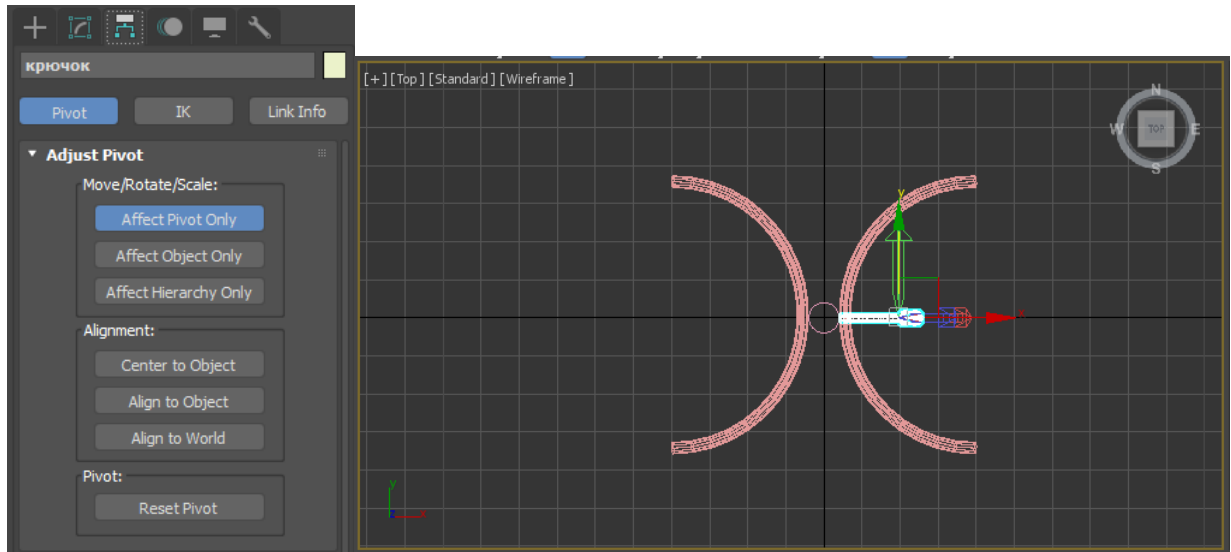 крючок
Pivot IK Link Info
Adjust Pivot
Move/Rotate/Scale:
Affect Pivot Only
Affect Object Only
Affect Hierarchy Only
Alignment:
Center to Object
Align to Object
Align to World
Pivot:
Reset Pivot
[+] [Top] [Standard] [Wireframe]
N
W TOP E
S
y
x
y
z x